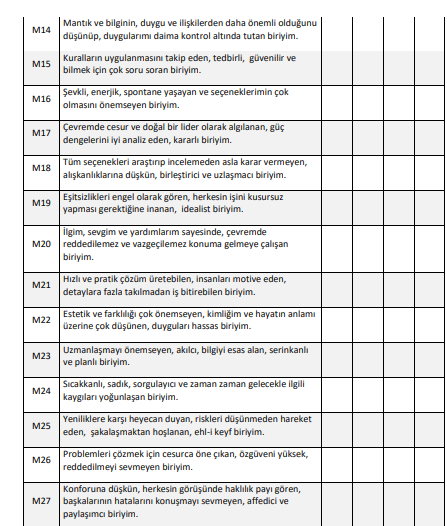 M14
Mantık ve bilginin, duygu ve ilişkilerden daha önemli olduğunu
düşünüp, duygularımı daima kontrol altında tutan biriyim.
M15
Kuralların uygulanmasını takip eden, tedbirli, güvenilir ve
bilmek için çok soru soran biriyim.
M16
Şevkli, enerjik, spontane yaşayan ve seçeneklerimin çok
olmasını önemseyen biriyim.
M17
Çevremde cesur ve doğal bir lider olarak algılanan, güç
dengelerini iyi analiz eden, kararlı biriyim.
M18
Tüm seçenekleri araştırıp incelemeden asla karar vermeyen,
alışkanlıklarına düşkün, birleştirici ve uzlaşmacı biriyim.
M19
Eşitsizlikleri engel olarak gören, herkesin işini kusursuz
yapması gerektiğine inanan, idealist biriyim.
M20
İlgim, sevgim ve yardımlarım sayesinde, çevremde
reddedilemez ve vazgeçilemez konuma gelmeye çalışan
biriyim.
M21
Hızlı ve pratik çözüm üretebilen, insanları motive eden,
detaylara fazla takılmadan iş bitirebilen biriyim.
M22
Estetik ve farklılığı çok önemseyen, kimliğim ve hayatın anlamı
üzerine çok düşünen, duyguları hassas biriyim.
M23
Uzmanlaşmayı önemseyen, akılcı, bilgiyi esas alan, serinkanlı
ve planlı biriyim.
M24
Sıcakkanlı, sadık, sorgulayıcı ve zaman zaman gelecekle ilgili
kaygıları yoğunlaşan biriyim.
M25
Yeniliklere karşı heyecan duyan, riskleri düşünmeden hareket
eden, şakalaşmaktan hoşlanan, ehl-i keyf biriyim.
M26
Problemleri çözmek için cesurca öne çıkan, özgüveni yüksek,
reddedilmeyi sevmeyen biriyim.
M27
Konforuna düşkün, herkesin görüşünde haklılık payı gören,
başkalarının hatalarını konuşmayı sevmeyen, affedici ve
paylaşımcı biriyim.